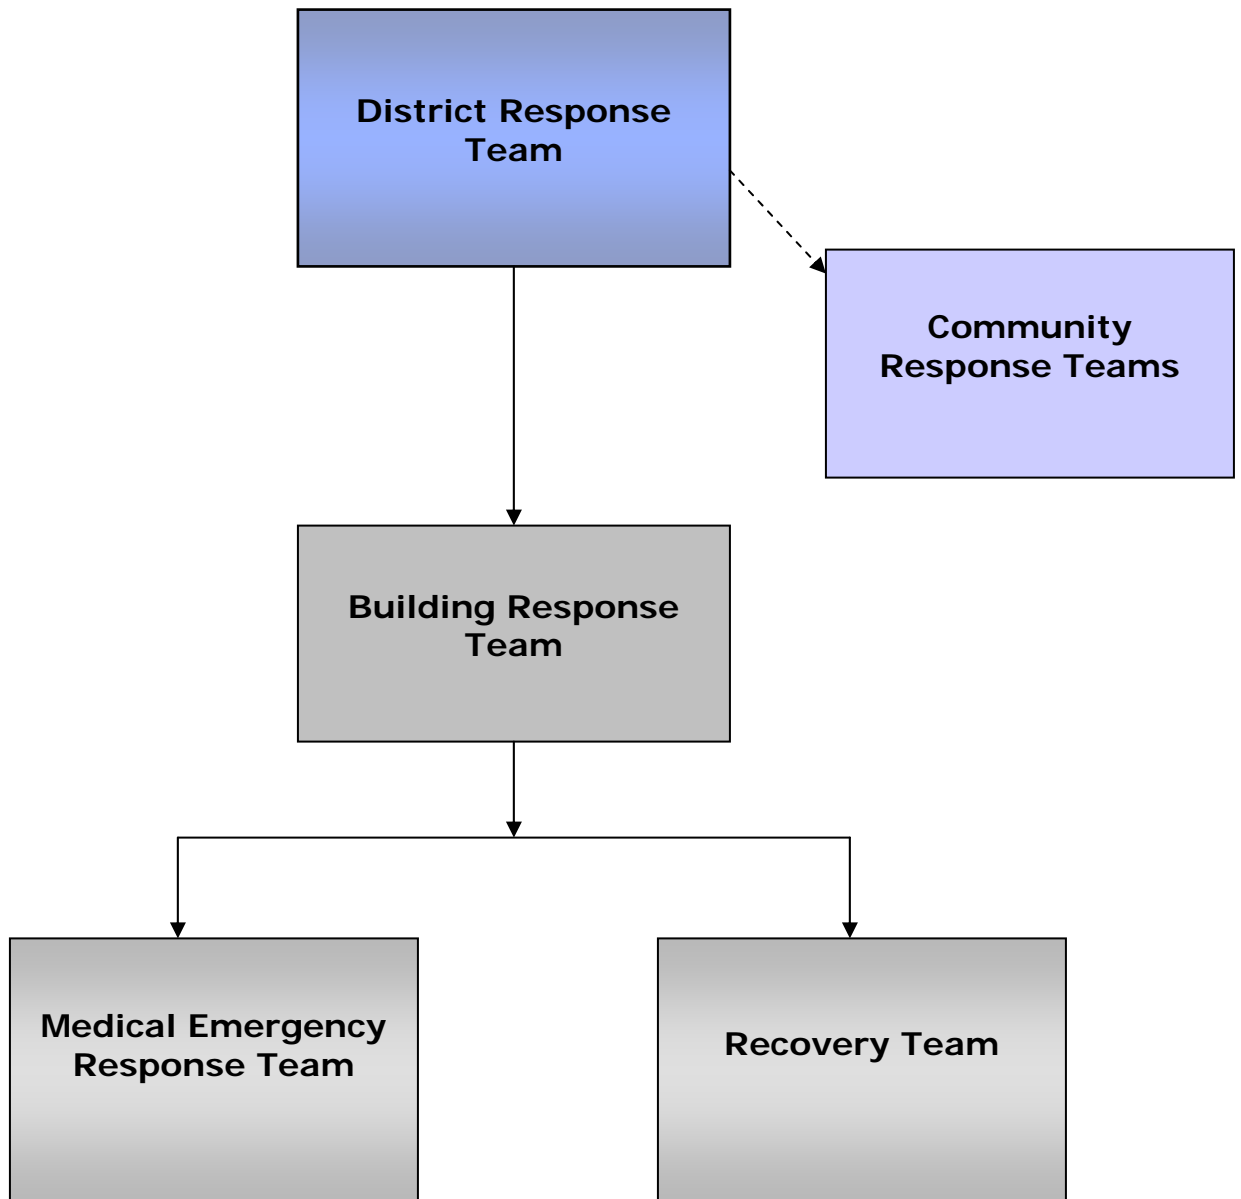 District Response
Team
Community
Response Teams
Building Response
Team
Medical Emergency
Response Team
Recovery Team